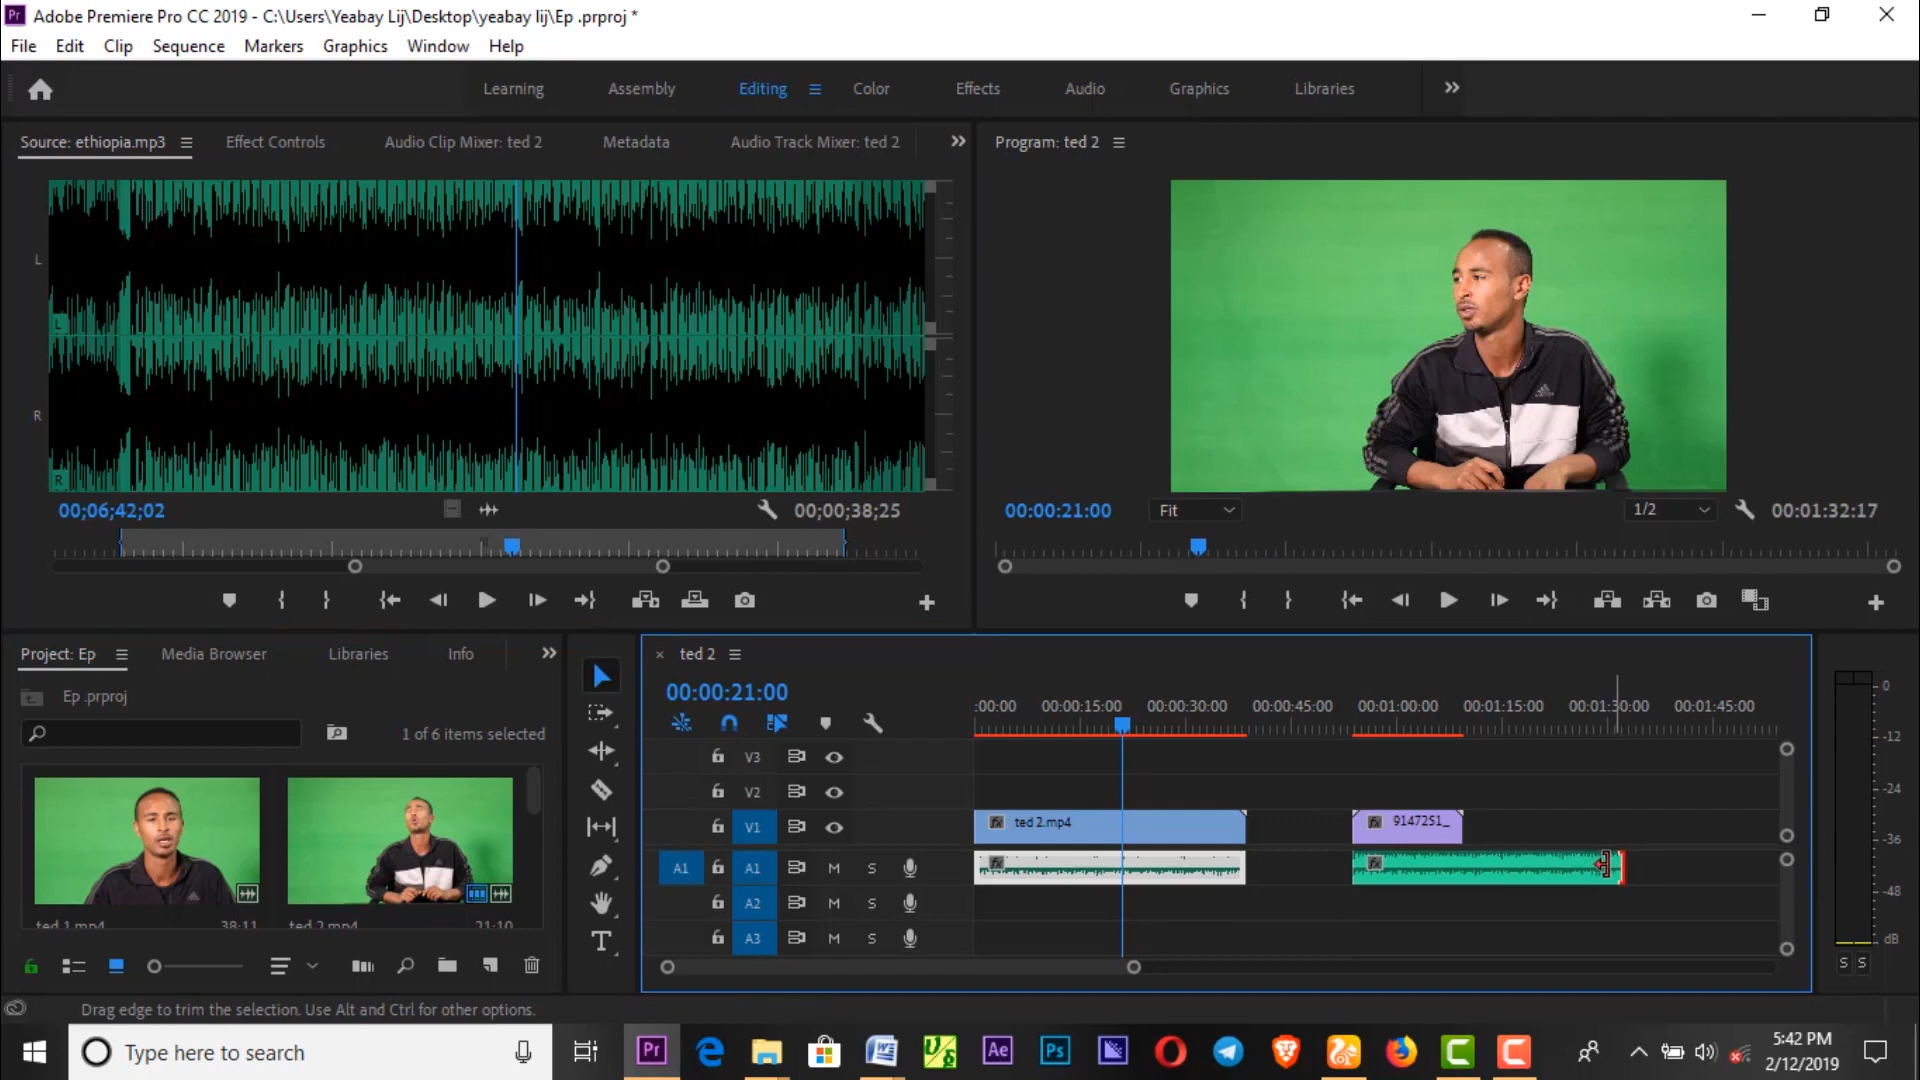 Adobe Premiere Pro CC 2019 - C:\Users\Yeabay Lij\Desktop\yeabay lij\Ep .prproj *
File Edit Clip Sequence Markers Graphics Window Help
Learning Assembly Editing Color Effects Audio Graphics Libraries
Source: ethiopia.mp3 Effect Controls Audio Clip Mixer: ted 2 Metadata Audio Track Mixer: ted 2
Program: ted 2
L
L
R
R
00;06;42;02 00;00;38;25
00:00:21:00 Fit 1/2 00:01:32:17
Project: Ep Media Browser Libraries Info
Ep .prproj
1 of 6 items selected
ted 1.mp4 38:11 ted 2.mp4 21:10
ted 2
00:00:21:00
:00:00 00:00:15:00 00:00:30:00 00:00:45:00 00:01:00:00 00:01:15:00 00:01:30:00 00:01:45:00
V3
V2
V1 ted 2.mp4 9147251_
A1 A1 M S
A2 M S
A3 M S
0
-12
-24
-36
-48
dB
S S
Drag edge to trim the selection. Use Alt and Ctrl for other options.
Type here to search
Pr Ae Ps
5:42 PM
2/12/2019